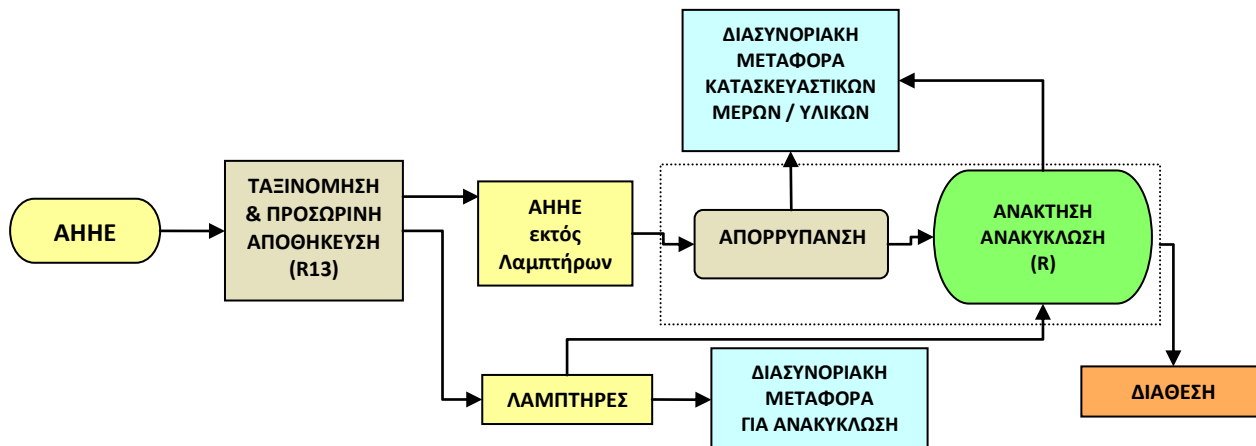 ΔΙΑΣΥΝΟΡΙΑΚΗ
ΜΕΤΑΦΟΡΑ
ΚΑΤΑΣΚΕΥΑΣΤΙΚΩΝ
ΜΕΡΩΝ / ΥΛΙΚΩΝ
ΑΗΗΕ
ΤΑΞΙΝΟΜΗΣΗ
& ΠΡΟΣΩΡΙΝΗ
ΑΠΟΘΗΚΕΥΣΗ
(R13)
ΑΗΗΕ
εκτός
Λαμπτήρων
ΑΠΟΡΡΥΠΑΝΣΗ
ΑΝΑΚΤΗΣΗ
ΑΝΑΚΥΚΛΩΣΗ
(R)
ΛΑΜΠΤΗΡΕΣ
ΔΙΑΣΥΝΟΡΙΑΚΗ
ΜΕΤΑΦΟΡΑ
ΓΙΑ ΑΝΑΚΥΚΛΩΣΗ
ΔΙΑΘΕΣΗ